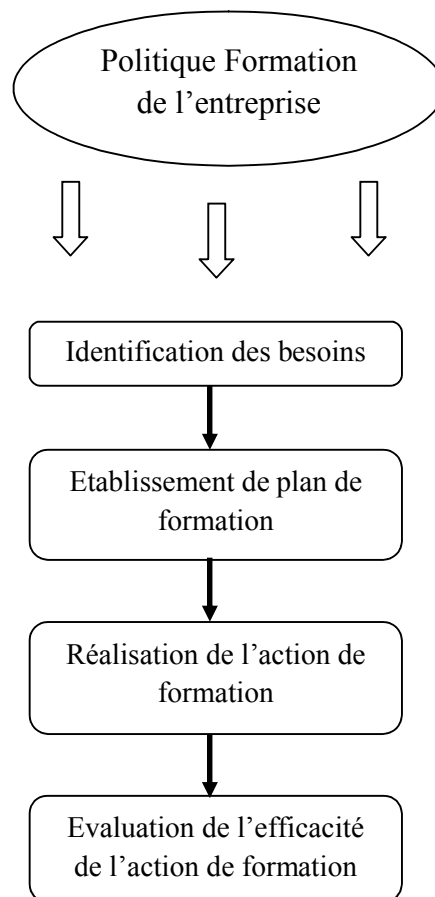 Politique Formation
de l’entreprise
Identification des besoins
Etablissement de plan de
formation
Réalisation de l’action de
formation
Evaluation de l’efficacité
de l’action de formation